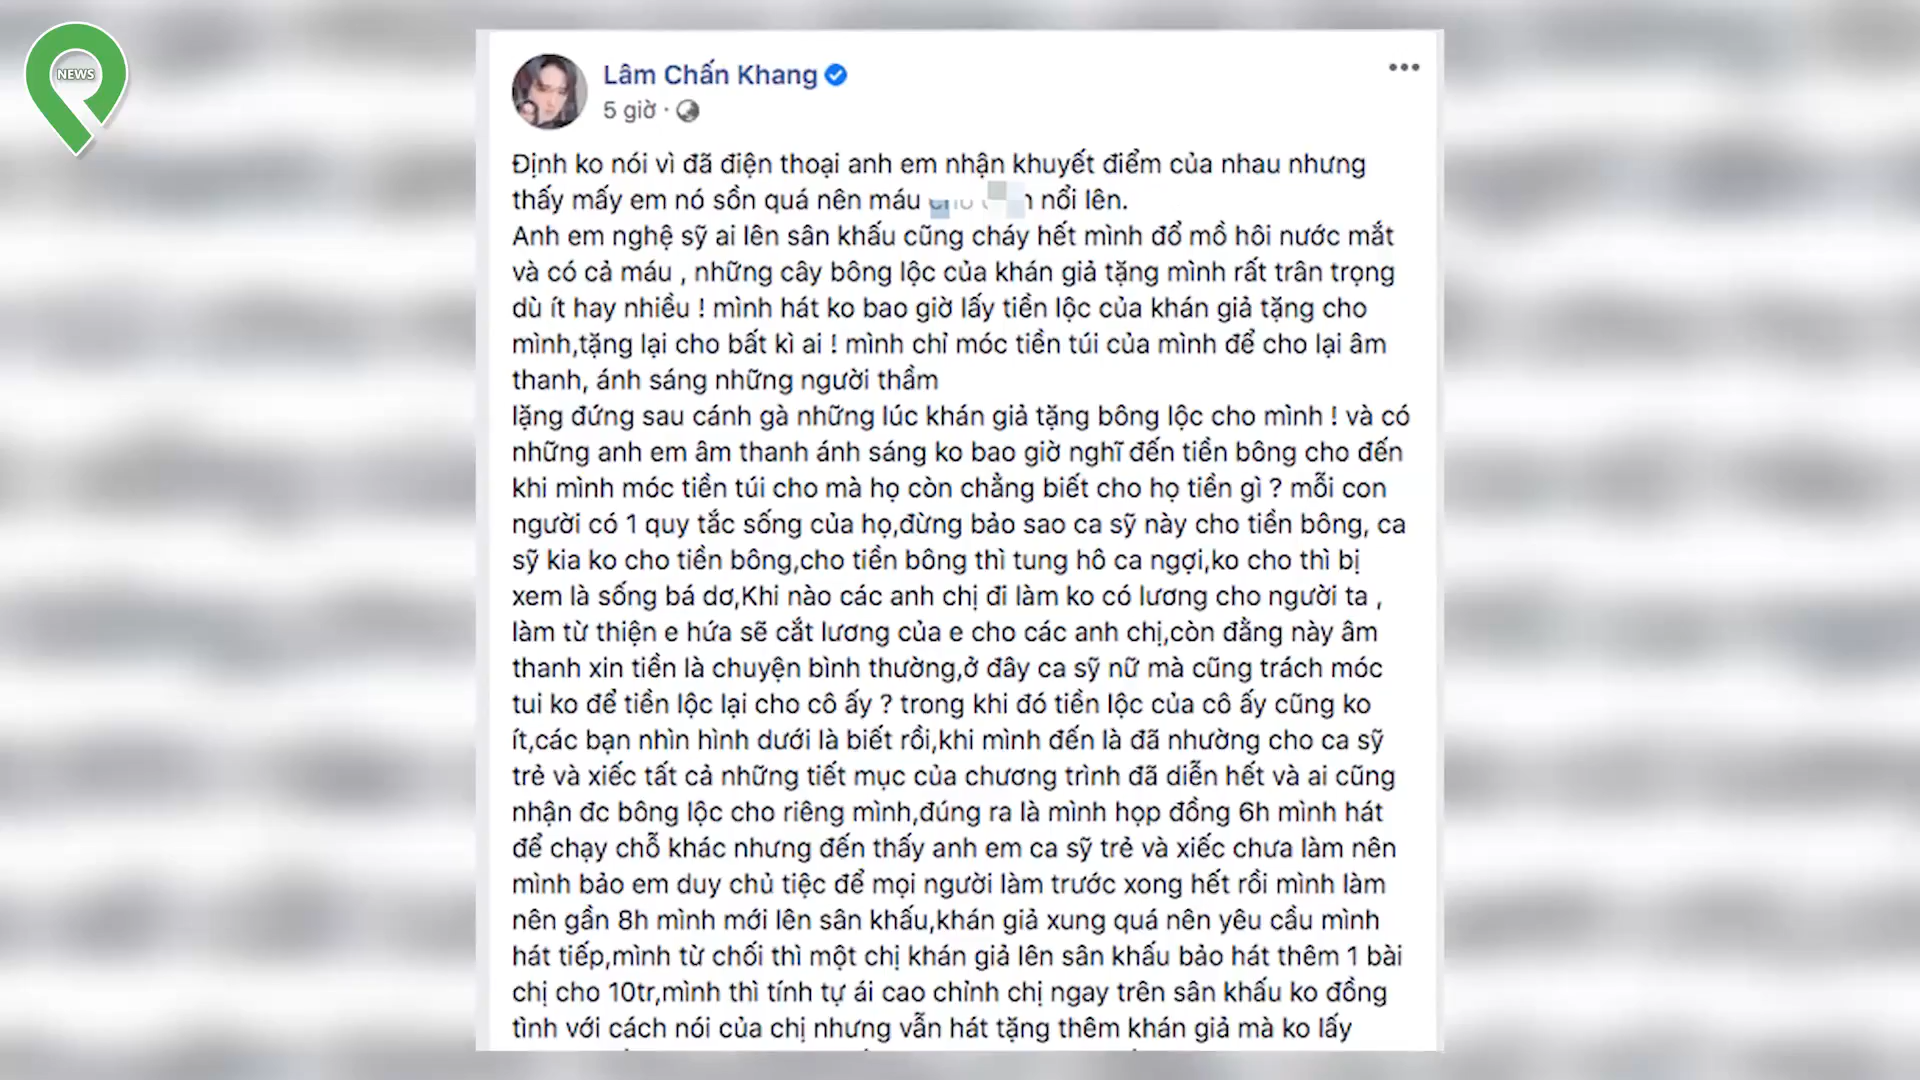 NEWS
Lâm Chấn Khang
5 giờ ·
Định ko nói vì đã điện thoại anh em nhận khuyết điểm của nhau nhưng
thấy mấy em nó sồn quá nên máu nổi lên.
Anh em nghệ sỹ ai lên sân khấu cũng cháy hết mình đổ mồ hôi nước mắt
và có cả máu , những cây bông lộc của khán giả tặng mình rất trân trọng
dù ít hay nhiều ! mình hát ko bao giờ lấy tiền lộc của khán giả tặng cho
mình,tặng lại cho bất kì ai ! mình chỉ móc tiền túi của mình để cho lại âm
thanh, ánh sáng những người thầm
lặng đứng sau cánh gà những lúc khán giả tặng bông lộc cho mình ! và có
những anh em âm thanh ánh sáng ko bao giờ nghĩ đến tiền bông cho đến
khi mình móc tiền túi cho mà họ còn chẳng biết cho họ tiền gì ? mỗi con
người có 1 quy tắc sống của họ,đừng bảo sao ca sỹ này cho tiền bông, ca
sỹ kia ko cho tiền bông,cho tiền bông thì tung hô ca ngợi,ko cho thì bị
xem là sống bá dơ,Khi nào các anh chị đi làm ko có lương cho người ta ,
làm từ thiện e hứa sẽ cắt lương của e cho các anh chị,còn đằng này âm
thanh xin tiền là chuyện bình thường,ở đây ca sỹ nữ mà cũng trách móc
tui ko để tiền lộc lại cho cô ấy ? trong khi đó tiền lộc của cô ấy cũng ko
ít,các bạn nhìn hình dưới là biết rồi,khi mình đến là đã nhường cho ca sỹ
trẻ và xiếc tất cả những tiết mục của chương trình đã diễn hết và ai cũng
nhận đc bông lộc cho riêng mình,đúng ra là mình họp đồng 6h mình hát
để chạy chỗ khác nhưng đến thấy anh em ca sỹ trẻ và xiếc chưa làm nên
mình bảo em duy chủ tiệc để mọi người làm trước xong hết rồi mình làm
nên gần 8h mình mới lên sân khấu,khán giả xung quá nên yêu cầu mình
hát tiếp,mình từ chối thì một chị khán giả lên sân khấu bảo hát thêm 1 bài
chị cho 10tr,mình thì tính tự ái cao chỉnh chị ngay trên sân khấu ko đồng
tình với cách nói của chị nhưng vẫn hát tặng thêm khán giả mà ko lấy